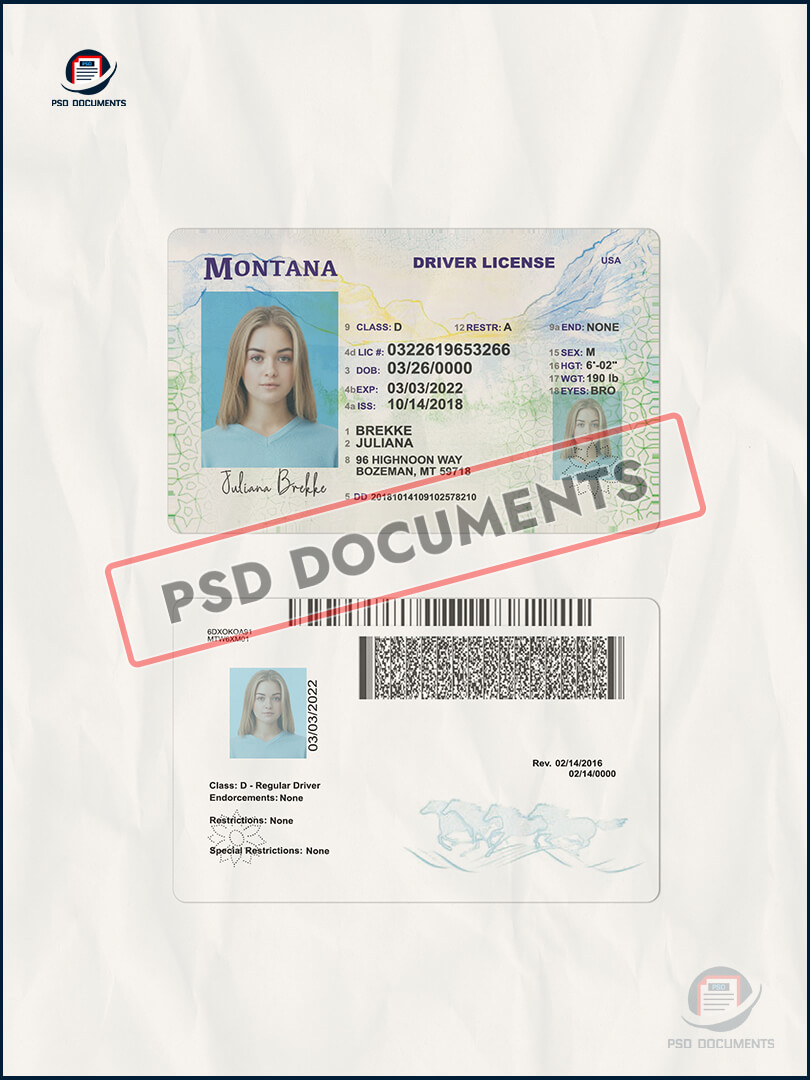 PSD
PSD DOCUMENTS
MONTANA
DRIVER LICENSE
USA
9 CLASS: D
12 RESTR: A
9a END: NONE
4d LIC #: 0322619653266
15 SEX: M
3 DOB: 03/26/0000
16 HGT: 6'-02"
17 WGT: 190 lb
4b EXP: 03/03/2022
18 EYES: BRO
4a ISS: 10/14/2018
1 BREKKE
2 JULIANA
8 96 HIGHNOON WAY
BOZEMAN, MT 59718
Juliana Brekke
5 DD 20181014109102578210
PSD DOCUMENTS
6DXOKOA91
MTW6XM01
03/03/2022
Rev. 02/14/2016
02/14/0000
Class: D - Regular Driver
Endorcements: None
Restrictions: None
Special Restrictions: None
PSD
PSD DOCUMENTS